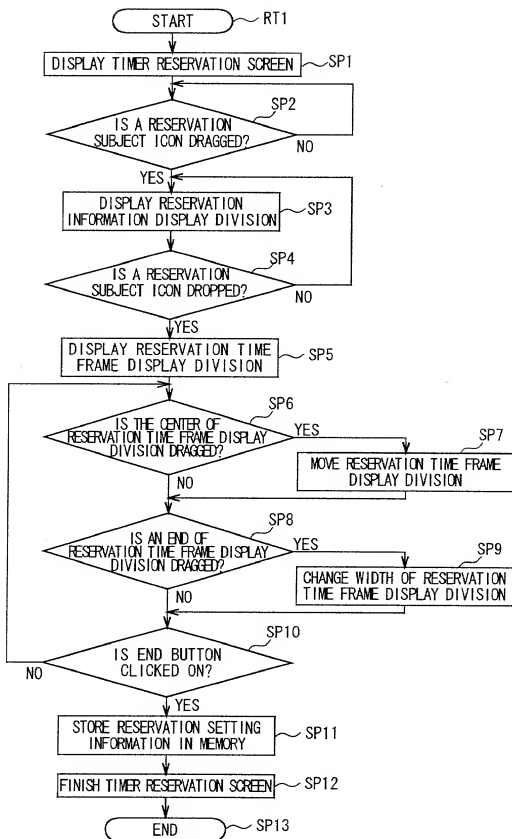 START
RT1
DISPLAY TIMER RESERVATION SCREEN
SP1
SP2
IS A RESERVATION
SUBJECT ICON DRAGGED?
NO
YES
DISPLAY RESERVATION
INFORMATION DISPLAY DIVISION
SP3
SP4
IS A RESERVATION
SUBJECT ICON DROPPED?
NO
YES
DISPLAY RESERVATION TIME
FRAME DISPLAY DIVISION
SP5
SP6
IS THE CENTER OF
RESERVATION TIME FRAME DISPLAY
DIVISION DRAGGED?
YES
SP7
MOVE RESERVATION TIME FRAME
DISPLAY DIVISION
NO
SP8
IS AN END OF
RESERVATION TIME FRAME DISPLAY
DIVISION DRAGGED?
YES
SP9
CHANGE WIDTH OF RESERVATION
TIME FRAME DISPLAY DIVISION
NO
SP10
IS END BUTTON
CLICKED ON?
NO
YES
STORE RESERVATION SETTING
INFORMATION IN MEMORY
SP11
FINISH TIMER RESERVATION SCREEN
SP12
END
SP13